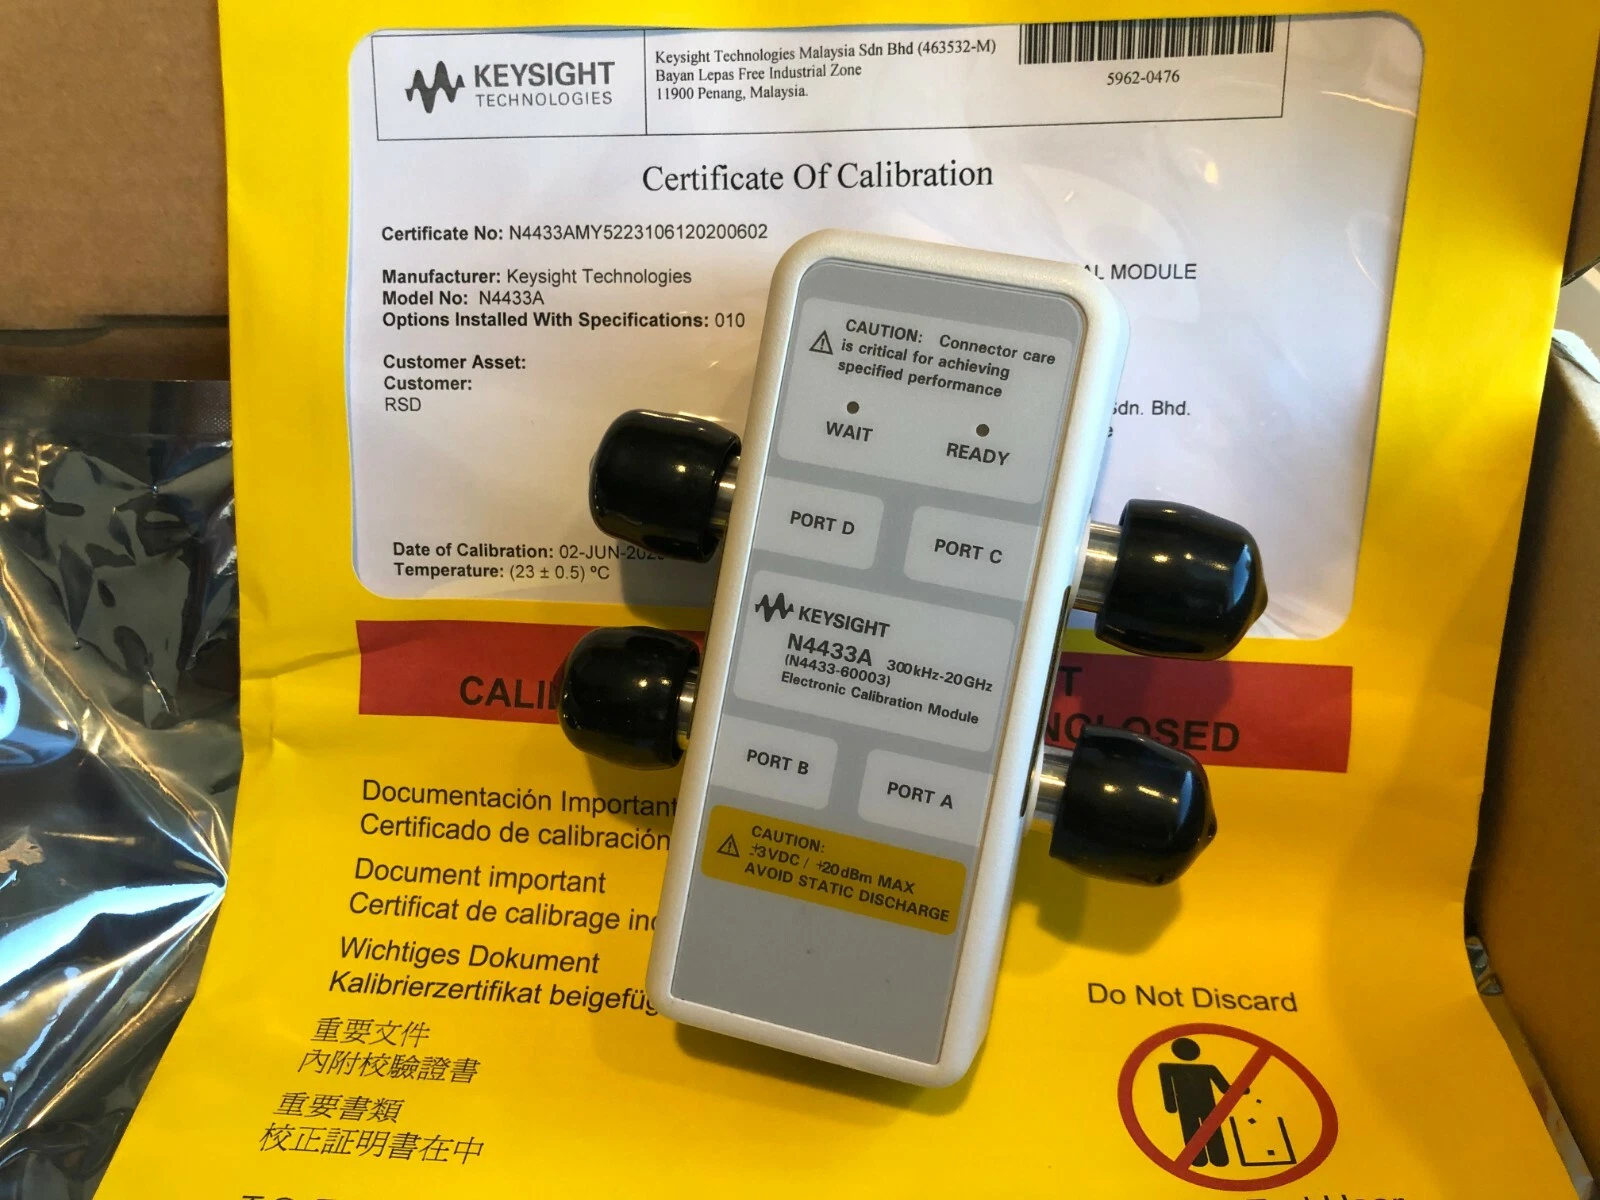 KEYSIGHT
TECHNOLOGIES
Keysight Technologies Malaysia Sdn Bhd (463532-M)
Bayan Lepas Free Industrial Zone
11900 Penang, Malaysia.
5962-0476
Certificate Of Calibration
Certificate No: N4433AMY5223106120200602
Manufacturer: Keysight Technologies
Model No: N4433A
Options Installed With Specifications: 010
MODULE
Customer Asset:
Customer:
RSD
Sdn. Bhd.
Date of Calibration: 02-JUN-
Temperature: (23 ± 0.5) ºC
CAUTION: Connector care
is critical for achieving
specified performance
WAIT
READY
PORT D
PORT C
KEYSIGHT
N4433A 300kHz-20GHz
(N4433-60003)
Electronic Calibration Module
PORT B
PORT A
CAUTION:
±3VDC / +20dBm MAX
AVOID STATIC DISCHARGE
Documentación Important
Certificado de calibración
Document important
Certificat de calibrage
Wichtiges Dokument
Kalibrierzertifikat
重要文件
內附校驗證書
重要書類
校正証明書在中
Do Not Discard